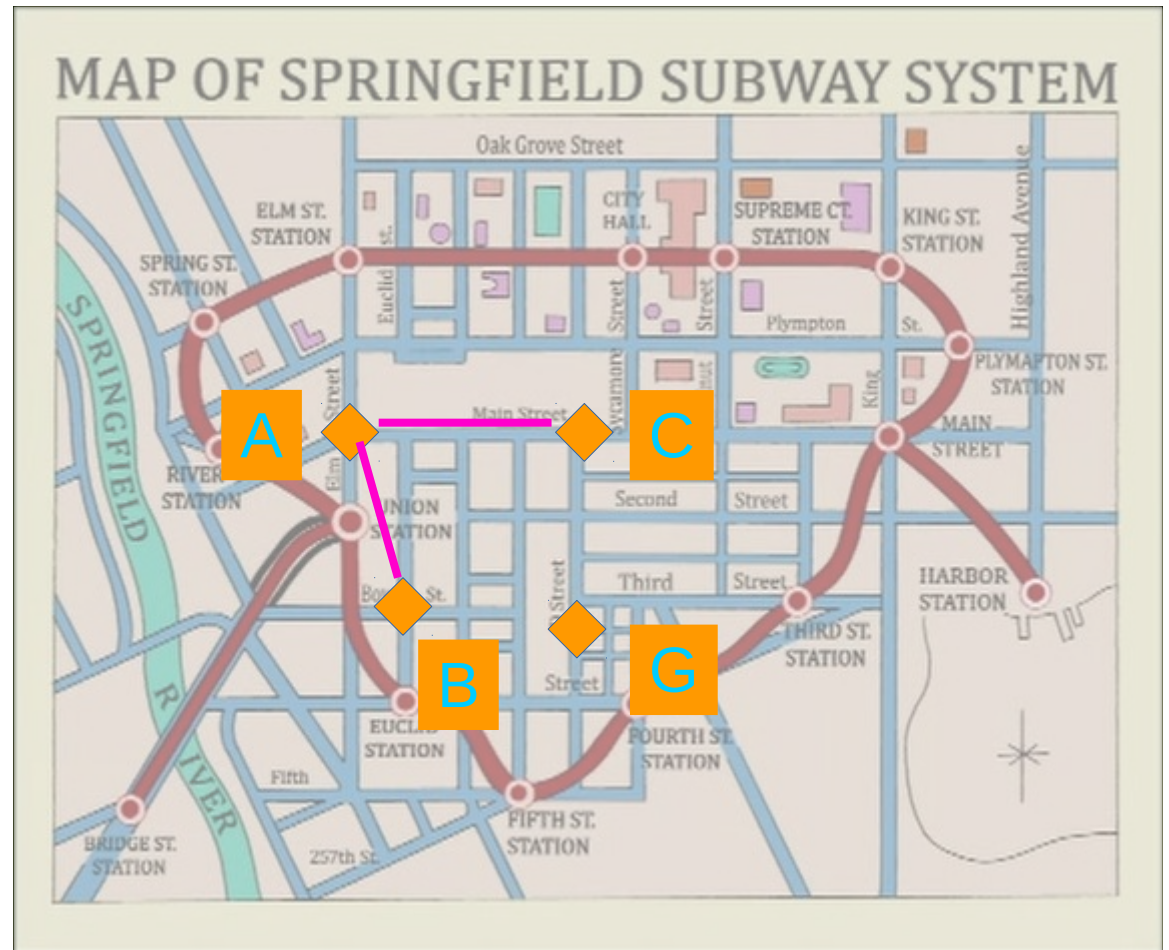 MAP OF SPRINGFIELD SUBWAY SYSTEM
Oak Grove Street
Highland Avenue
ELM ST.
STATION
CITY
HALL
SUPREME CT.
STATION
KING ST.
STATION
SPRING ST.
STATION
Euclid st.
Street
Street
Plympton
St.
PLYMAPTON ST.
STATION
SPRINGFIELD
Street
Main Street
Sycamare
King
A
C
MAIN
STREET
RIVER
STATION
Elm
UNION
STATION
Second
Street
Street
Third
Street
HARBOR
STATION
St.
THIRD ST.
STATION
B
G
Street
RIVER
EUCLID
STATION
FOURTH ST.
STATION
Fifth
FIFTH ST.
STATION
BRIDGE ST.
STATION
257th St.